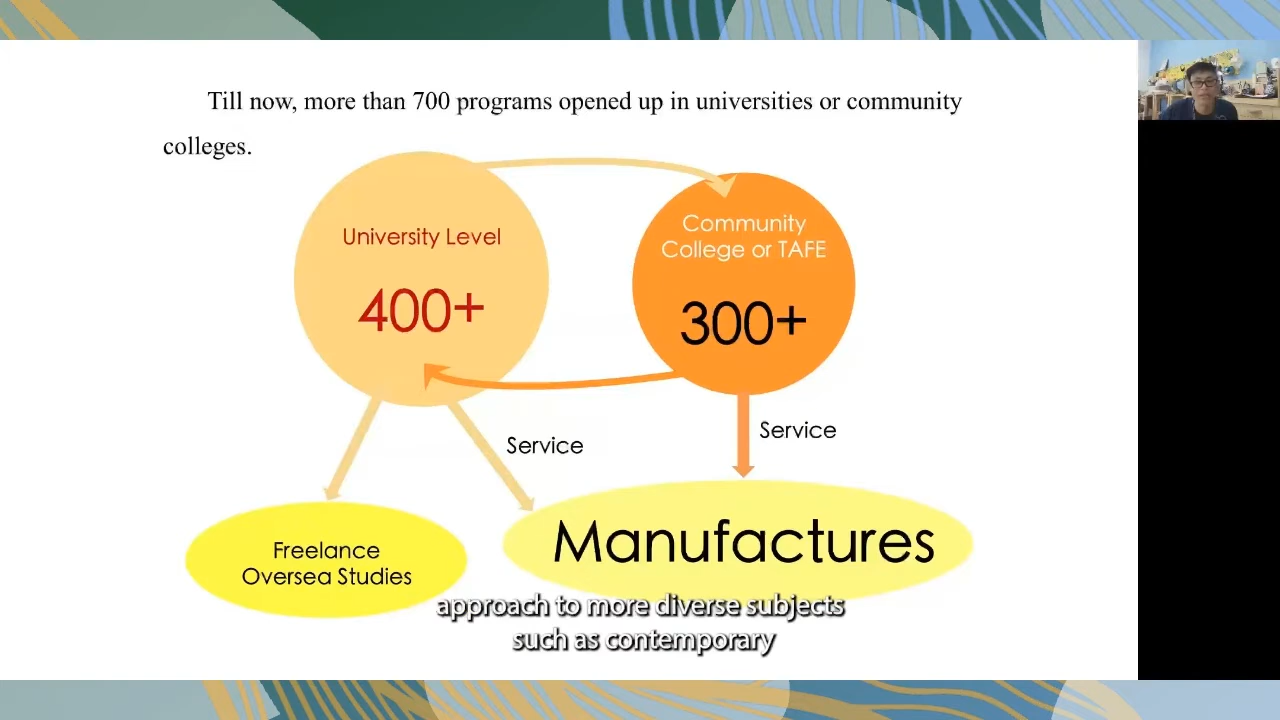 Till now, more than 700 programs opened up in universities or community
colleges.
University Level
400+
Community
College or TAFE
300+
Service
Service
Freelance
Oversea Studies
Manufactures
approach to more diverse subjects
such as contemporary